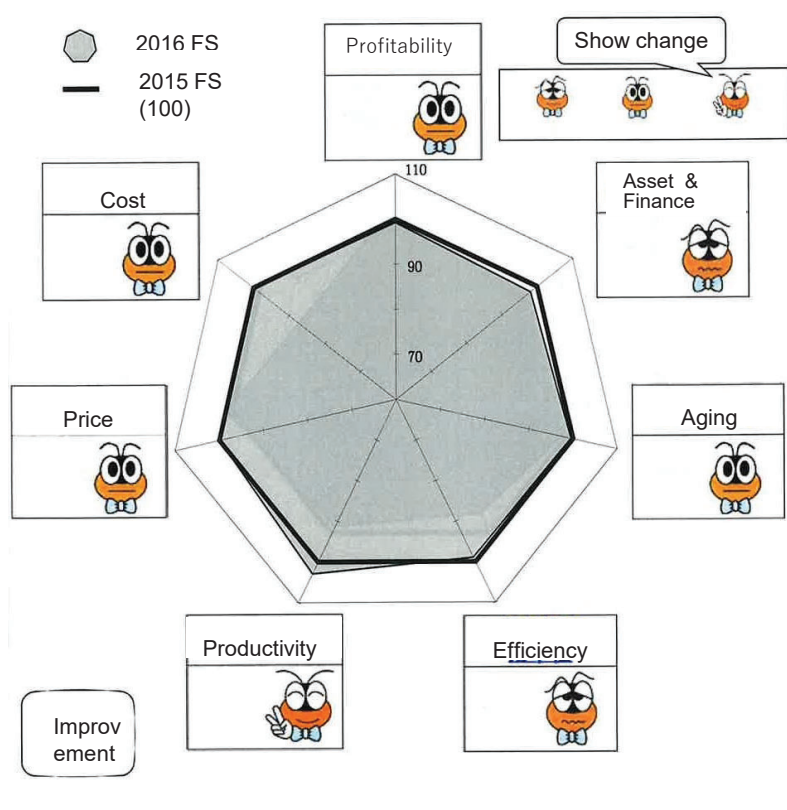 2016 FS
2015 FS
(100)
Profitability
Show change
Cost
Asset &
Finance
110
90
70
Price
Aging
Productivity
Efficiency
Improv
ement